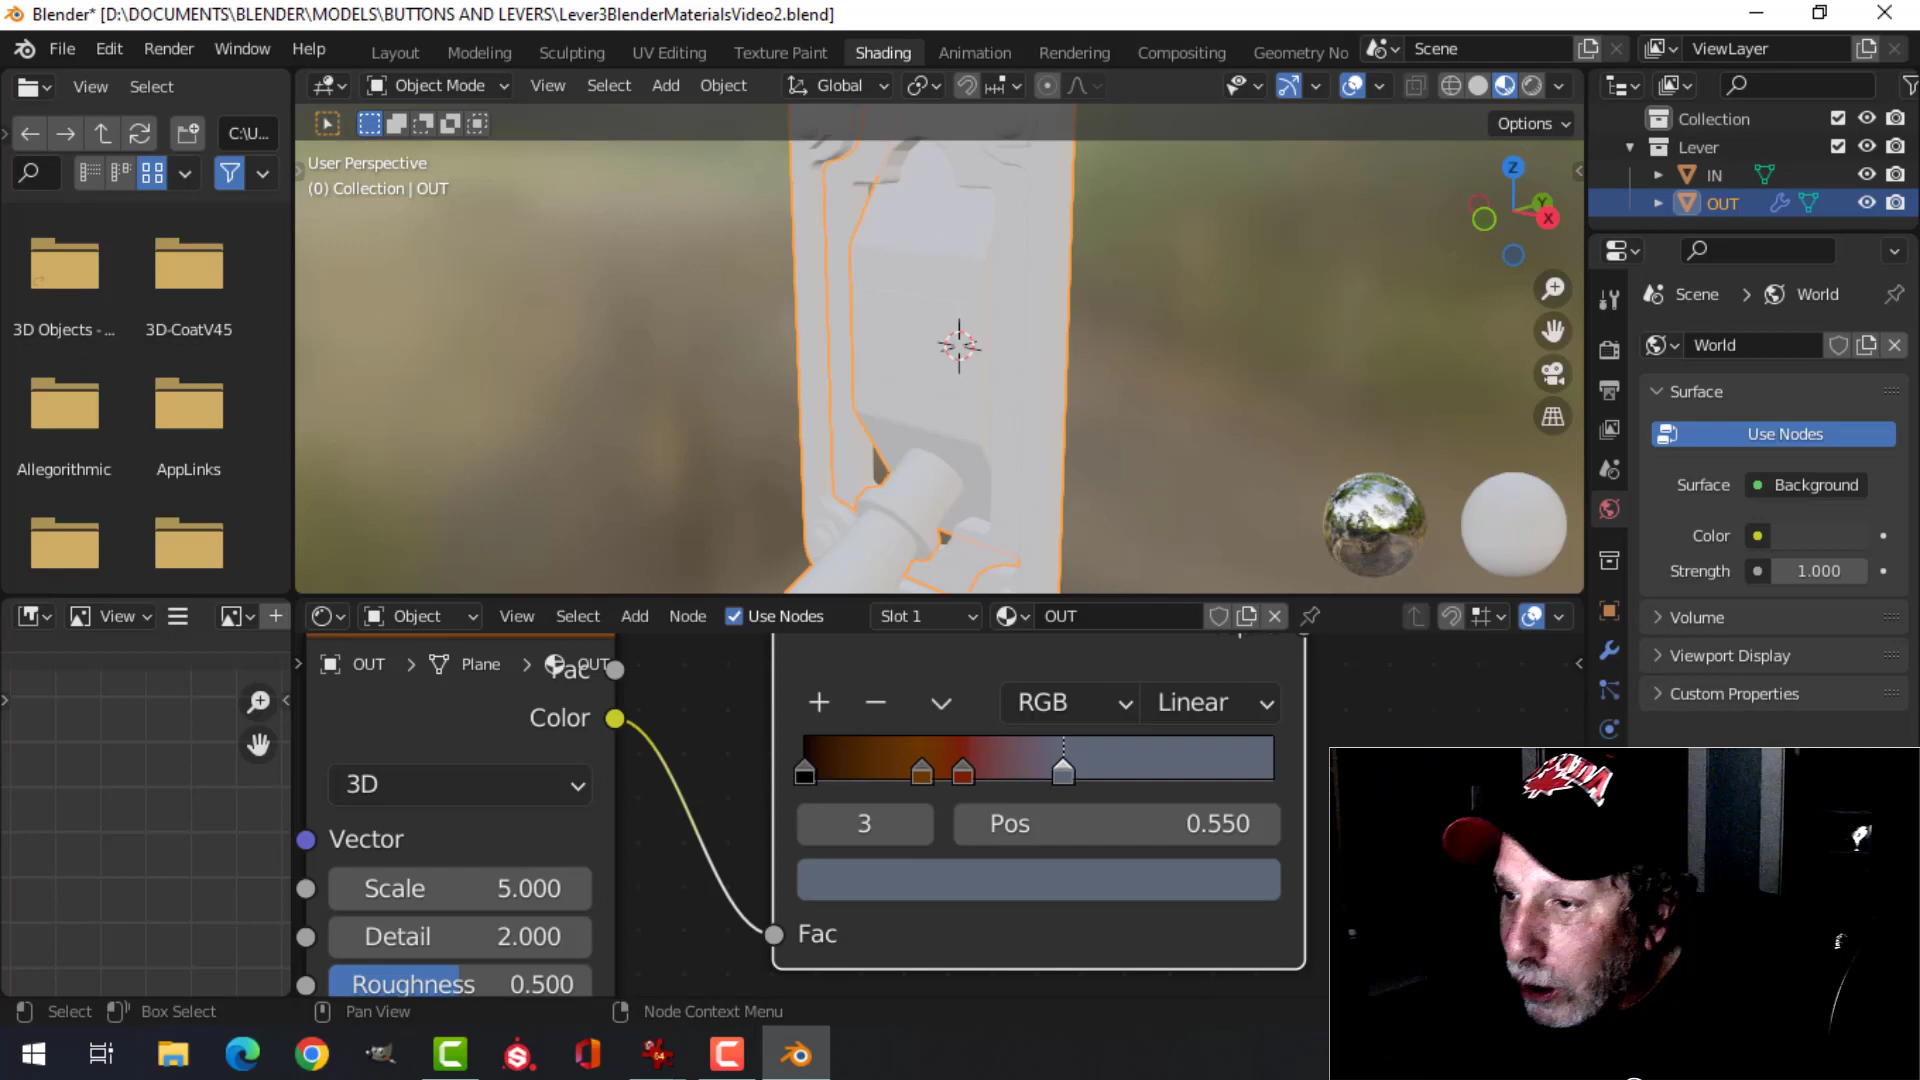 Blender* [D:\DOCUMENTS\BLENDER\MODELS\BUTTONS AND LEVERS\Lever3BlenderMaterialsVideo2.blend]
File Edit Render Window Help
Layout Modeling Sculpting UV Editing Texture Paint Shading Animation Rendering Compositing Geometry No
Scene
ViewLayer
View Select
Object Mode View Select Add Object Global
C:\U...
Options
User Perspective
(0) Collection | OUT
Z
Y
X
Collection
Lever
IN
OUT
3D Objects - ...
3D-CoatV45
Allegorithmic
AppLinks
Scene > World
World
Surface
Use Nodes
Surface Background
Color
Strength 1.000
Volume
Viewport Display
Custom Properties
View
Object View Select Add Node Use Nodes Slot 1 OUT
OUT > Plane > OUT
Fac
Color
3D
Vector
Scale 5.000
Detail 2.000
Roughness 0.500
RGB Linear
3 Pos 0.550
Fac
Select Box Select Pan View Node Context Menu